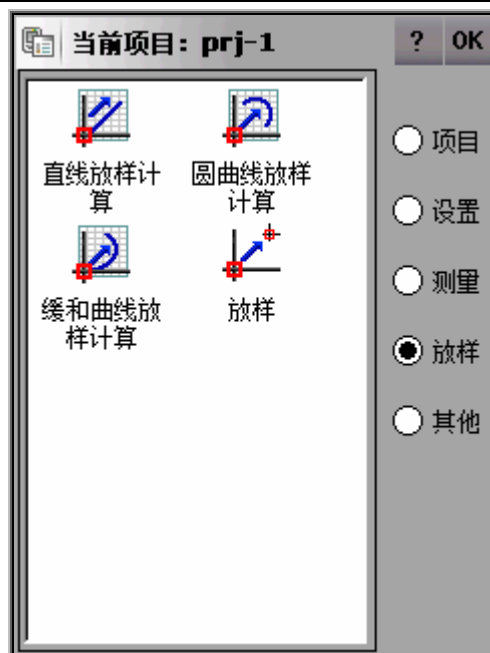 当前项目: prj-1
? OK
直线放样计
算
圆曲线放样
计算
缓和曲线放
样计算
放样
项目
设置
测量
放样
其他